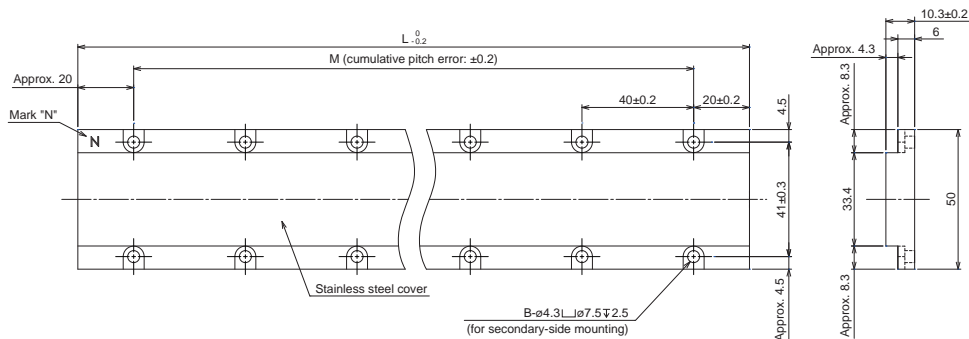 10.3±0.2
L 0 -0.2
6
M (cumulative pitch error: ±0.2)
Approx. 4.3
Approx. 20
40±0.2
20±0.2
4.5
Approx. 8.3
Mark "N"
N
41±0.3
33.4
50
Stainless steel cover
B-ø4.3⌴ø7.5↧2.5
(for secondary-side mounting)
Approx. 4.5
Approx. 8.3